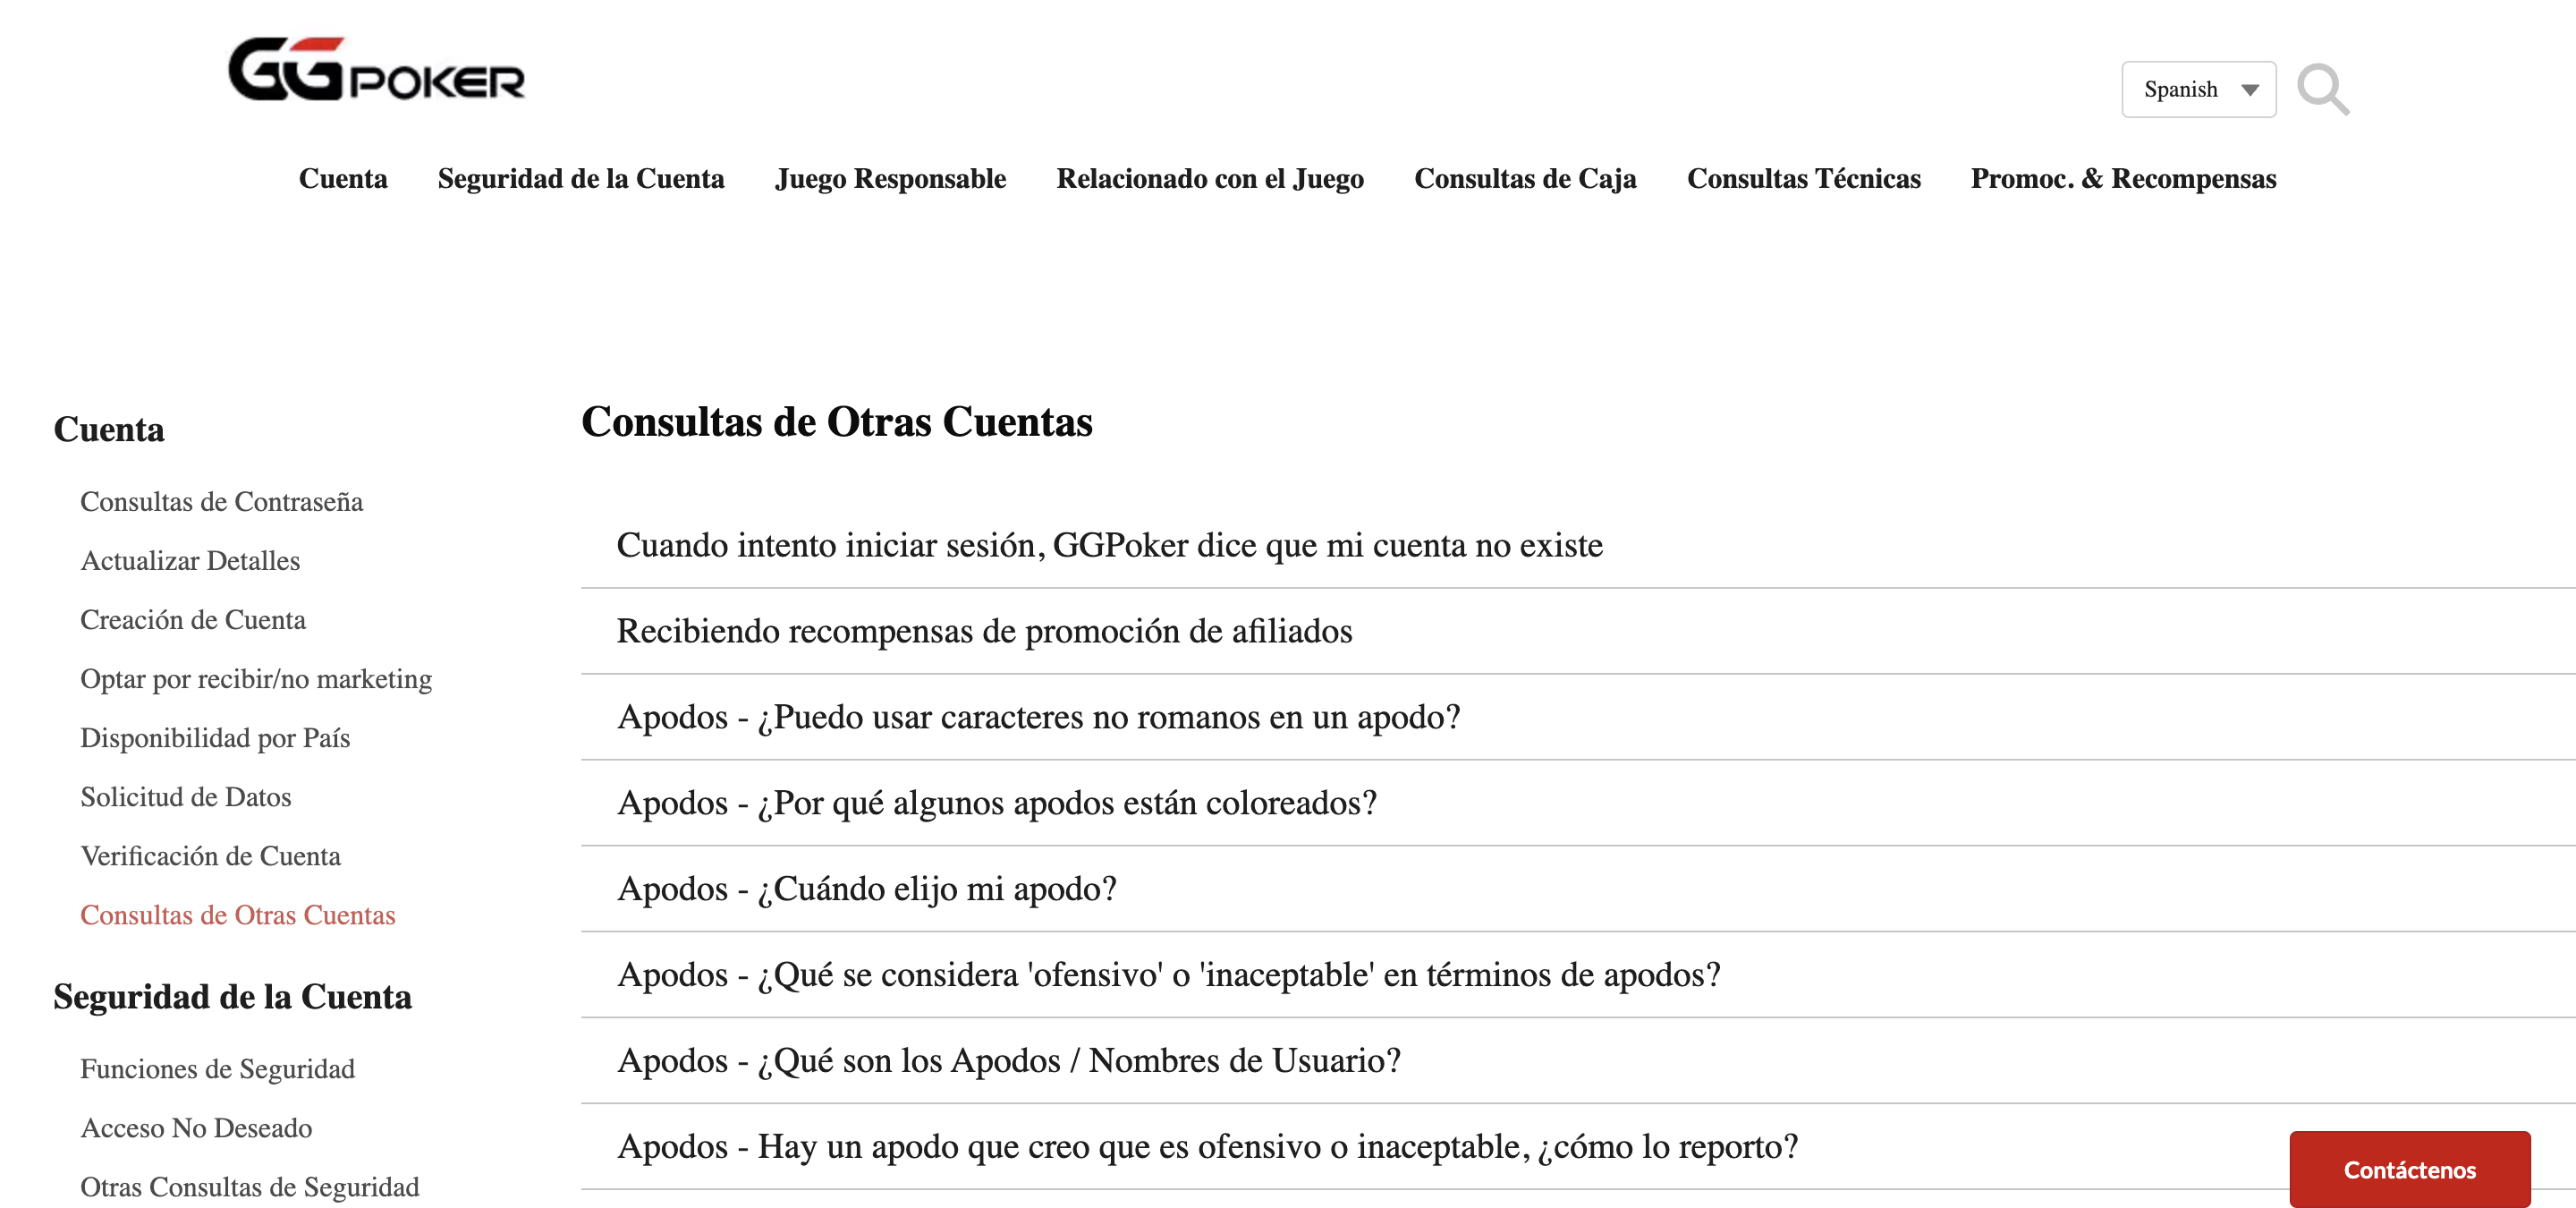 GGPOKER
Spanish
Cuenta Seguridad de la Cuenta Juego Responsable Relacionado con el Juego Consultas de Caja Consultas Técnicas Promoc. & Recompensas
Cuenta
Consultas de Contraseña
Actualizar Detalles
Creación de Cuenta
Optar por recibir/no marketing
Disponibilidad por País
Solicitud de Datos
Verificación de Cuenta
Consultas de Otras Cuentas
Seguridad de la Cuenta
Funciones de Seguridad
Acceso No Deseado
Otras Consultas de Seguridad
Consultas de Otras Cuentas
Cuando intento iniciar sesión, GGPoker dice que mi cuenta no existe
Recibiendo recompensas de promoción de afiliados
Apodos - ¿Puedo usar caracteres no romanos en un apodo?
Apodos - ¿Por qué algunos apodos están coloreados?
Apodos - ¿Cuándo elijo mi apodo?
Apodos - ¿Qué se considera 'ofensivo' o 'inaceptable' en términos de apodos?
Apodos - ¿Qué son los Apodos / Nombres de Usuario?
Apodos - Hay un apodo que creo que es ofensivo o inaceptable, ¿cómo lo reporto?
Contáctenos